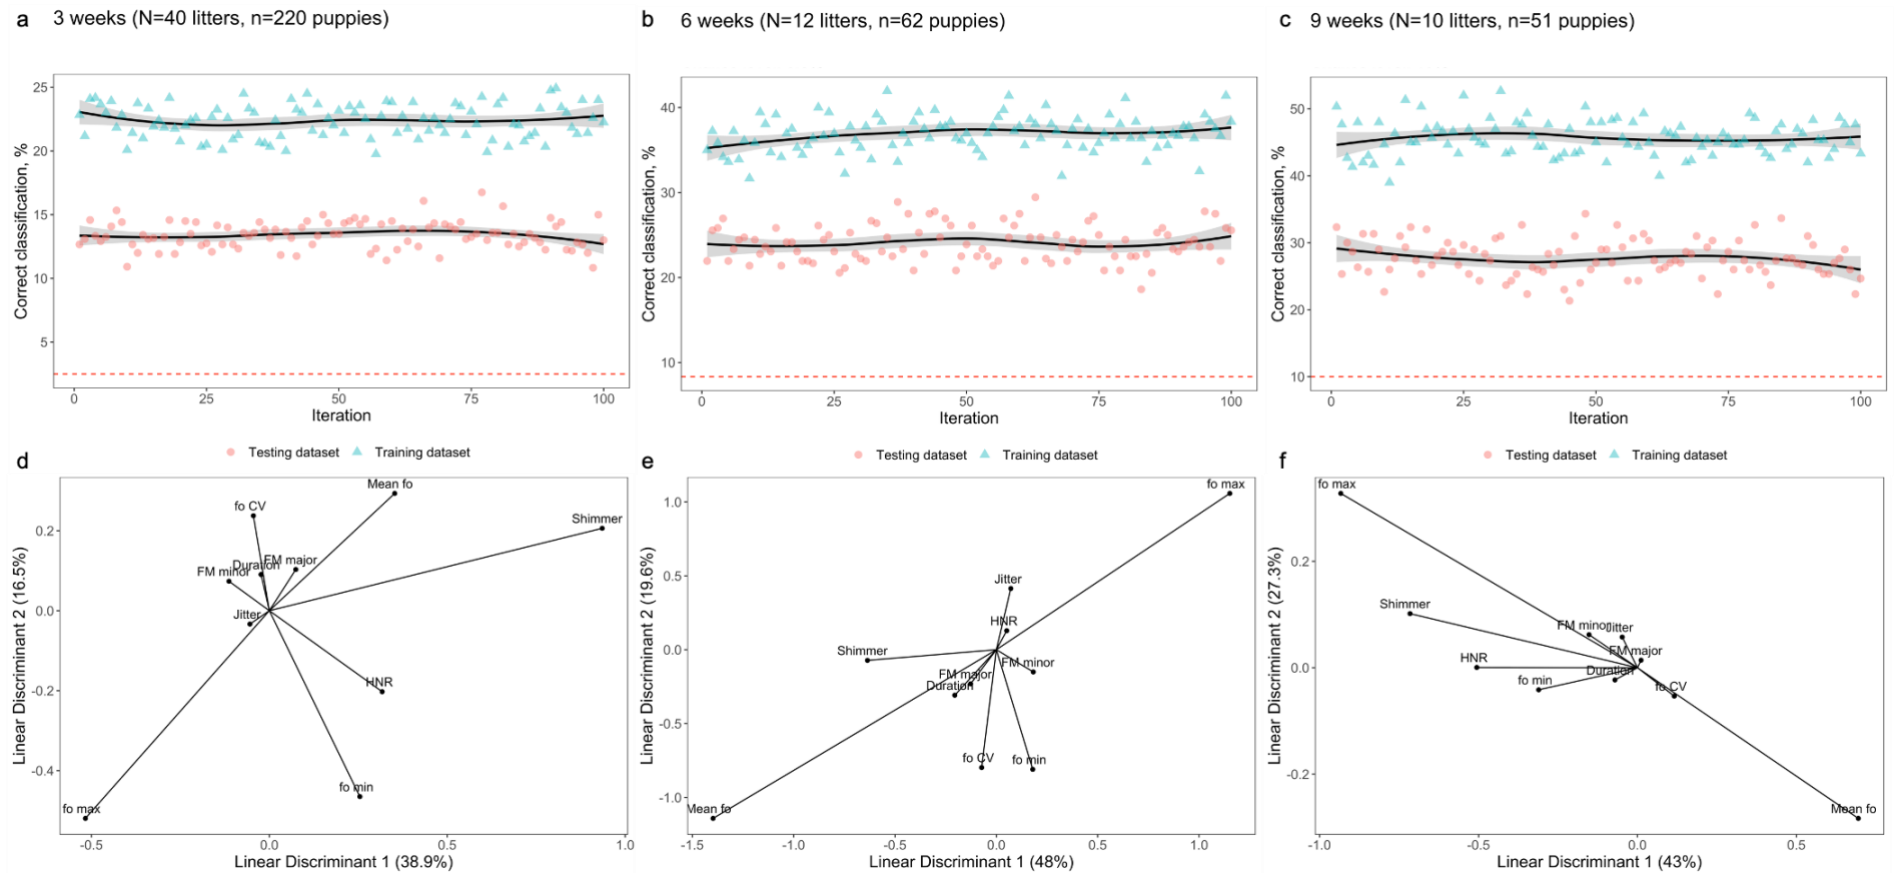 a 3 weeks (N=40 litters, n=220 puppies)
b 6 weeks (N=12 litters, n=62 puppies)
c 9 weeks (N=10 litters, n=51 puppies)
Correct classification, %
25
20
15
10
5
0 25 50 75 100
Iteration
Testing dataset Training dataset
Correct classification, %
40
30
20
10
0 25 50 75 100
Iteration
Testing dataset Training dataset
Correct classification, %
50
40
30
20
10
0 25 50 75 100
Iteration
Testing dataset Training dataset
d
Linear Discriminant 2 (16.5%)
0.2
0.0
-0.2
-0.4
Mean fo
fo CV
Shimmer
FM major
Duration
FM minor
Jitter
HNR
fo min
fo max
-0.5 0.0 0.5 1.0
Linear Discriminant 1 (38.9%)
e
Linear Discriminant 2 (19.6%)
1.0
0.5
0.0
-0.5
-1.0
fo max
Jitter
HNR
Shimmer
FM minor
FM major
Duration
fo CV
fo min
Mean fo
-1.5 -1.0 -0.5 0.0 0.5 1.0
Linear Discriminant 1 (48%)
f
Linear Discriminant 2 (27.3%)
0.2
0.0
-0.2
fo max
Shimmer
FM minor
Jitter
FM major
HNR
Duration
fo min
fo CV
Mean fo
-1.0 -0.5 0.0 0.5
Linear Discriminant 1 (43%)